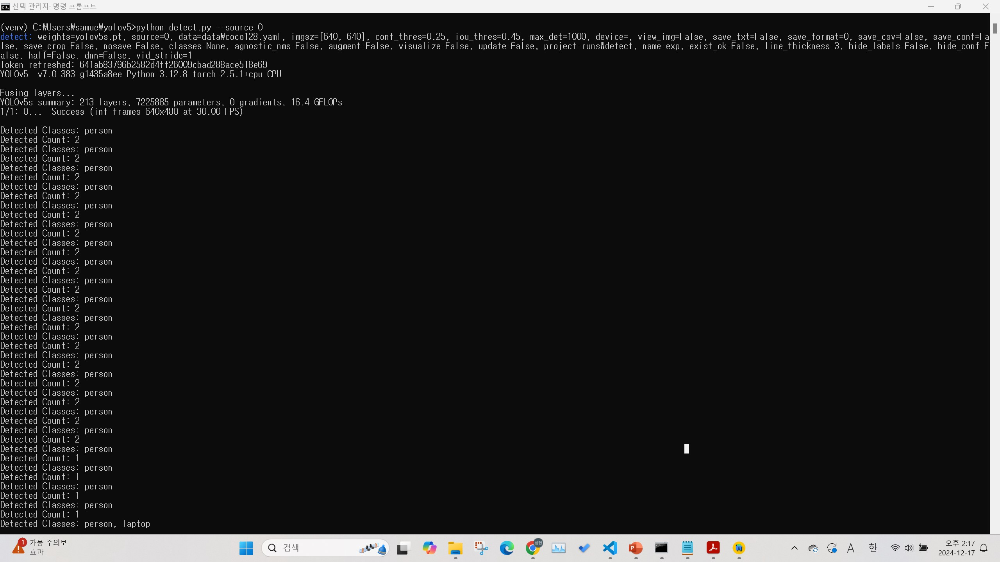 선택 관리자: 명령 프롬프트
(venv) C:₩Users₩samue₩yolov5>python detect.py --source 0
detect: weights=yolov5s.pt, source=0, data=data₩coco128.yaml, imgsz=[640, 640], conf_thres=0.25, iou_thres=0.45, max_det=1000, device=, view_img=False, save_txt=False, save_format=0, save_csv=False, save_conf=Fa
lse, save_crop=False, nosave=False, classes=None, agnostic_nms=False, augment=False, visualize=False, update=False, project=runs₩detect, name=exp, exist_ok=False, line_thickness=3, hide_labels=False, hide_conf=F
alse, half=False, dnn=False, vid_stride=1
Token refreshed: 641ab83796b2582d4ff26009cbad288ace518e69
YOLOv5  v7.0-383-g1435a8ee Python-3.12.8 torch-2.5.1+cpu CPU
Fusing layers...
YOLOv5s summary: 213 layers, 7225885 parameters, 0 gradients, 16.4 GFLOPs
1/1: 0...  Success (inf frames 640x480 at 30.00 FPS)
Detected Classes: person
Detected Count: 2
Detected Classes: person
Detected Count: 2
Detected Classes: person
Detected Count: 2
Detected Classes: person
Detected Count: 2
Detected Classes: person
Detected Count: 2
Detected Classes: person
Detected Count: 2
Detected Classes: person
Detected Count: 2
Detected Classes: person
Detected Count: 2
Detected Classes: person
Detected Count: 2
Detected Classes: person
Detected Count: 2
Detected Classes: person
Detected Count: 2
Detected Classes: person
Detected Count: 2
Detected Classes: person
Detected Count: 2
Detected Classes: person
Detected Count: 2
Detected Classes: person
Detected Count: 2
Detected Classes: person
Detected Count: 2
Detected Classes: person
Detected Count: 2
Detected Classes: person
Detected Count: 1
Detected Classes: person
Detected Count: 1
Detected Classes: person
Detected Count: 1
Detected Classes: person
Detected Count: 1
Detected Classes: person, laptop
1
가뭄 주의보
효과
검색
성현
A
한
오후 2:17
2024-12-17